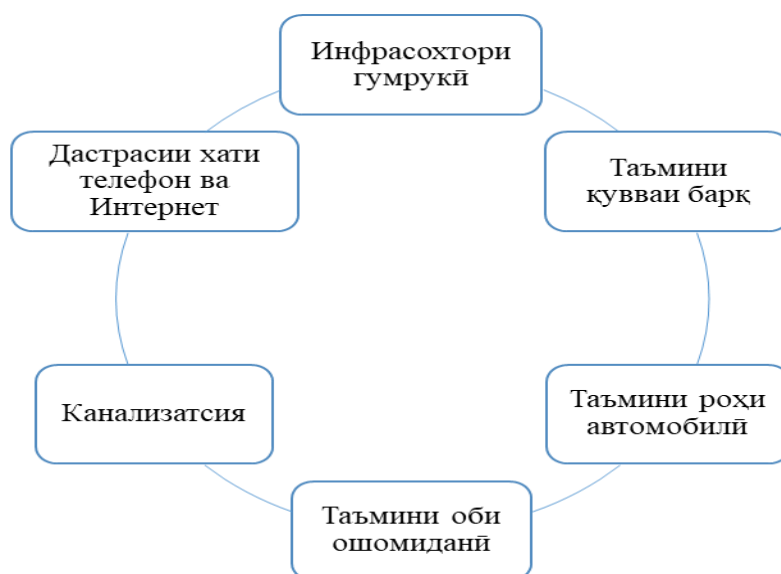 Инфрасохтори
гумрукӣ
Таъмини
қувваи барқ
Таъмини роҳи
автомобилӣ
Таъмини оби
ошомиданӣ
Канализатсия
Дастрасии хати
телефон ва
Интернет